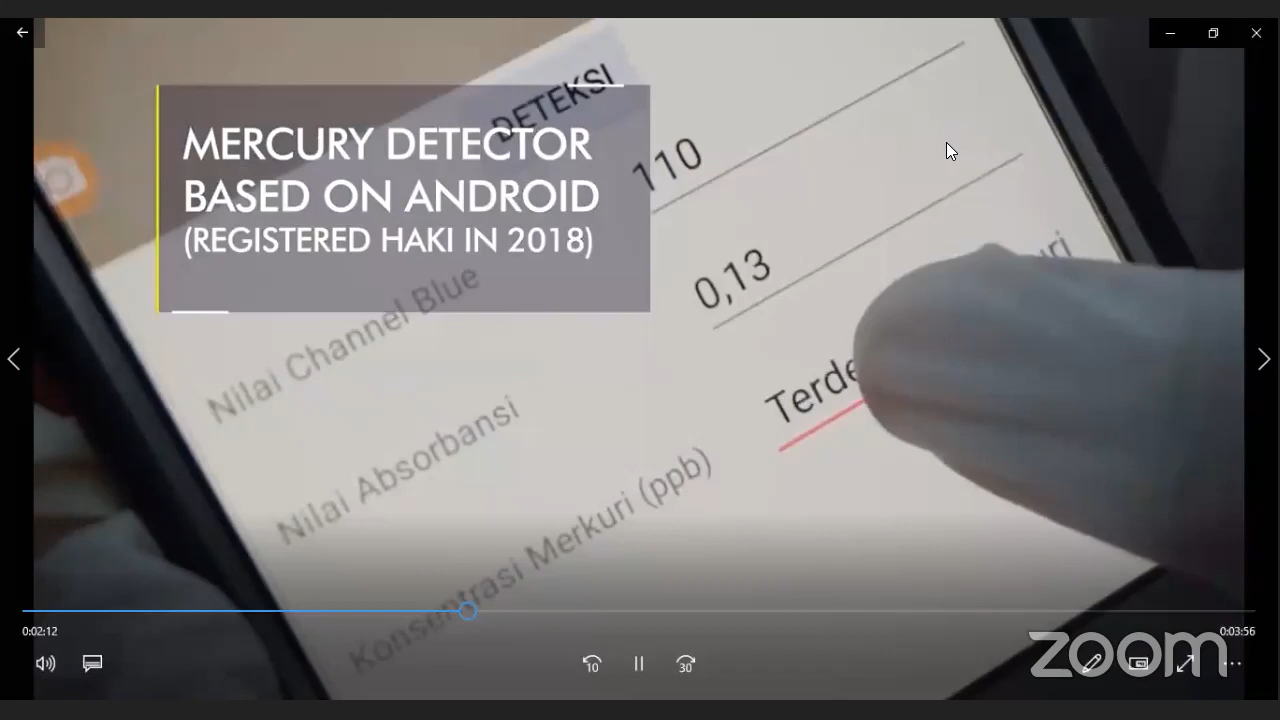 MERCURY DETECTOR
BASED ON ANDROID
(REGISTERED HAKI IN 2018)
DETEKSI
Nilai Channel Blue
110
Nilai Absorbansi
0,13
Konsentrasi Merkuri (ppb)
0:02:12
0:03:56
10
30
zoom